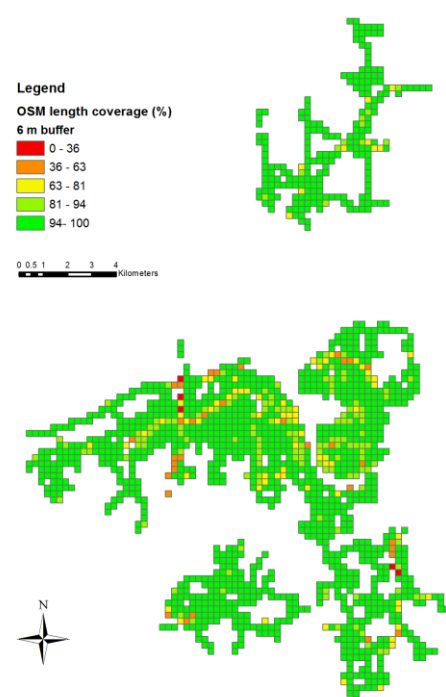 Legend
OSM length coverage (%)
6 m buffer
0 - 36
36 - 63
63 - 81
81 - 94
94- 100
0 0.5 1 2 3 4
Kilometers
N